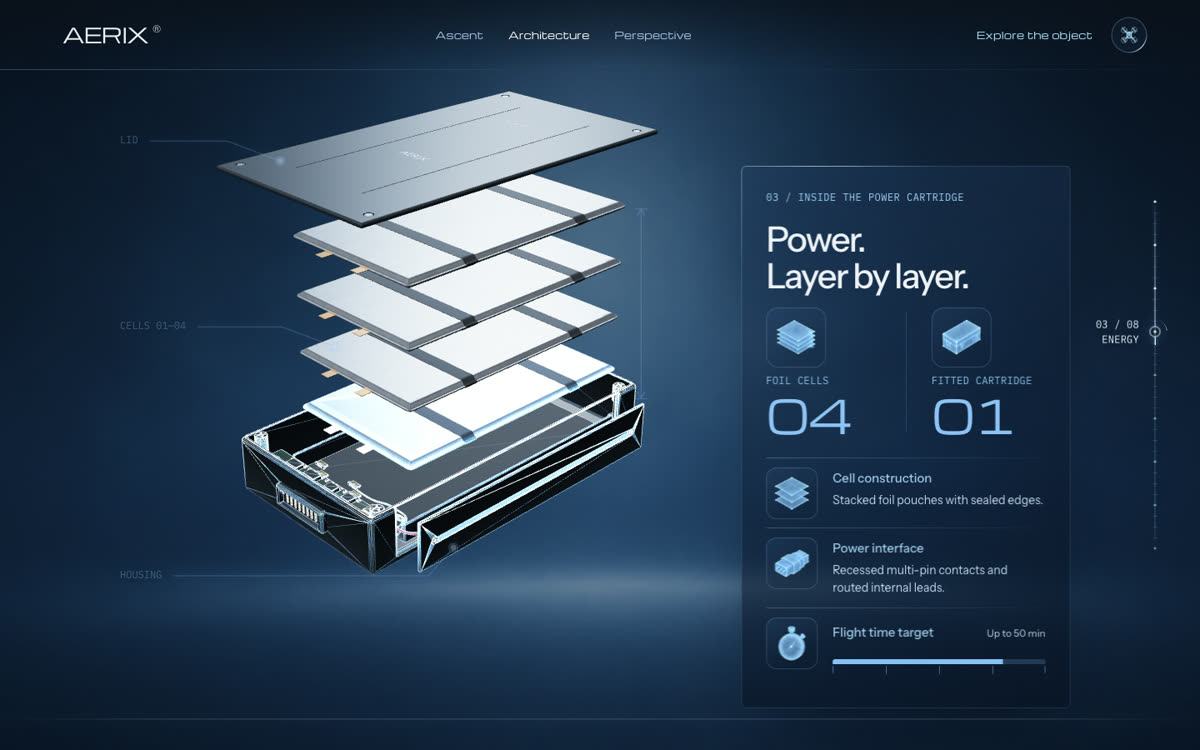 AERIX ®
Ascent
Architecture
Perspective
Explore the object
LID
AERIX
CELLS 01—04
HOUSING
03 / INSIDE THE POWER CARTRIDGE
Power.
Layer by layer.
FOIL CELLS
04
FITTED CARTRIDGE
01
Cell construction
Stacked foil pouches with sealed edges.
Power interface
Recessed multi-pin contacts and
routed internal leads.
Flight time target
Up to 50 min
03 / 08
ENERGY